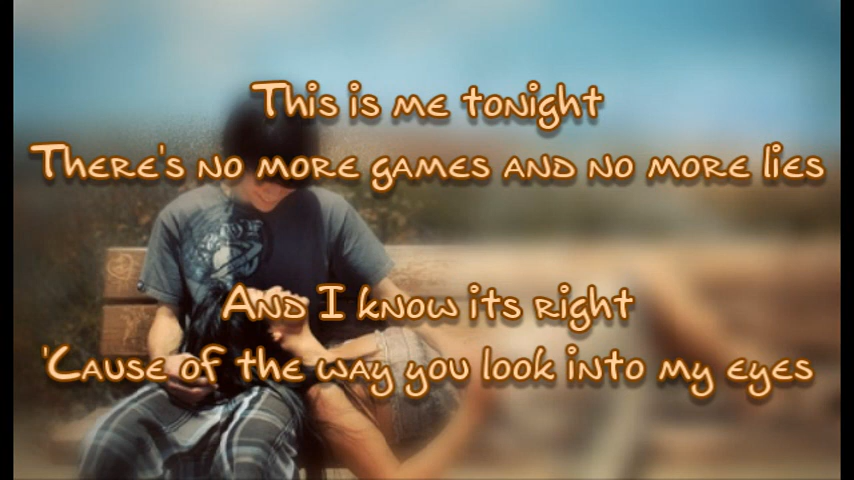 This is me tonight
There's no more games and no more lies
And I know its right
'Cause of the way you look into my eyes